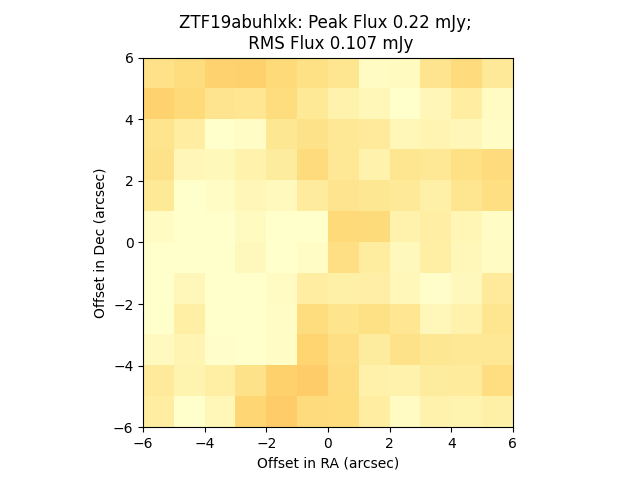 ZTF19abuhlxk: Peak Flux 0.22 mJy;
RMS Flux 0.107 mJy
6
4
2
0
−2
−4
−6
Offset in Dec (arcsec)
−6 −4 −2 0 2 4 6
Offset in RA (arcsec)